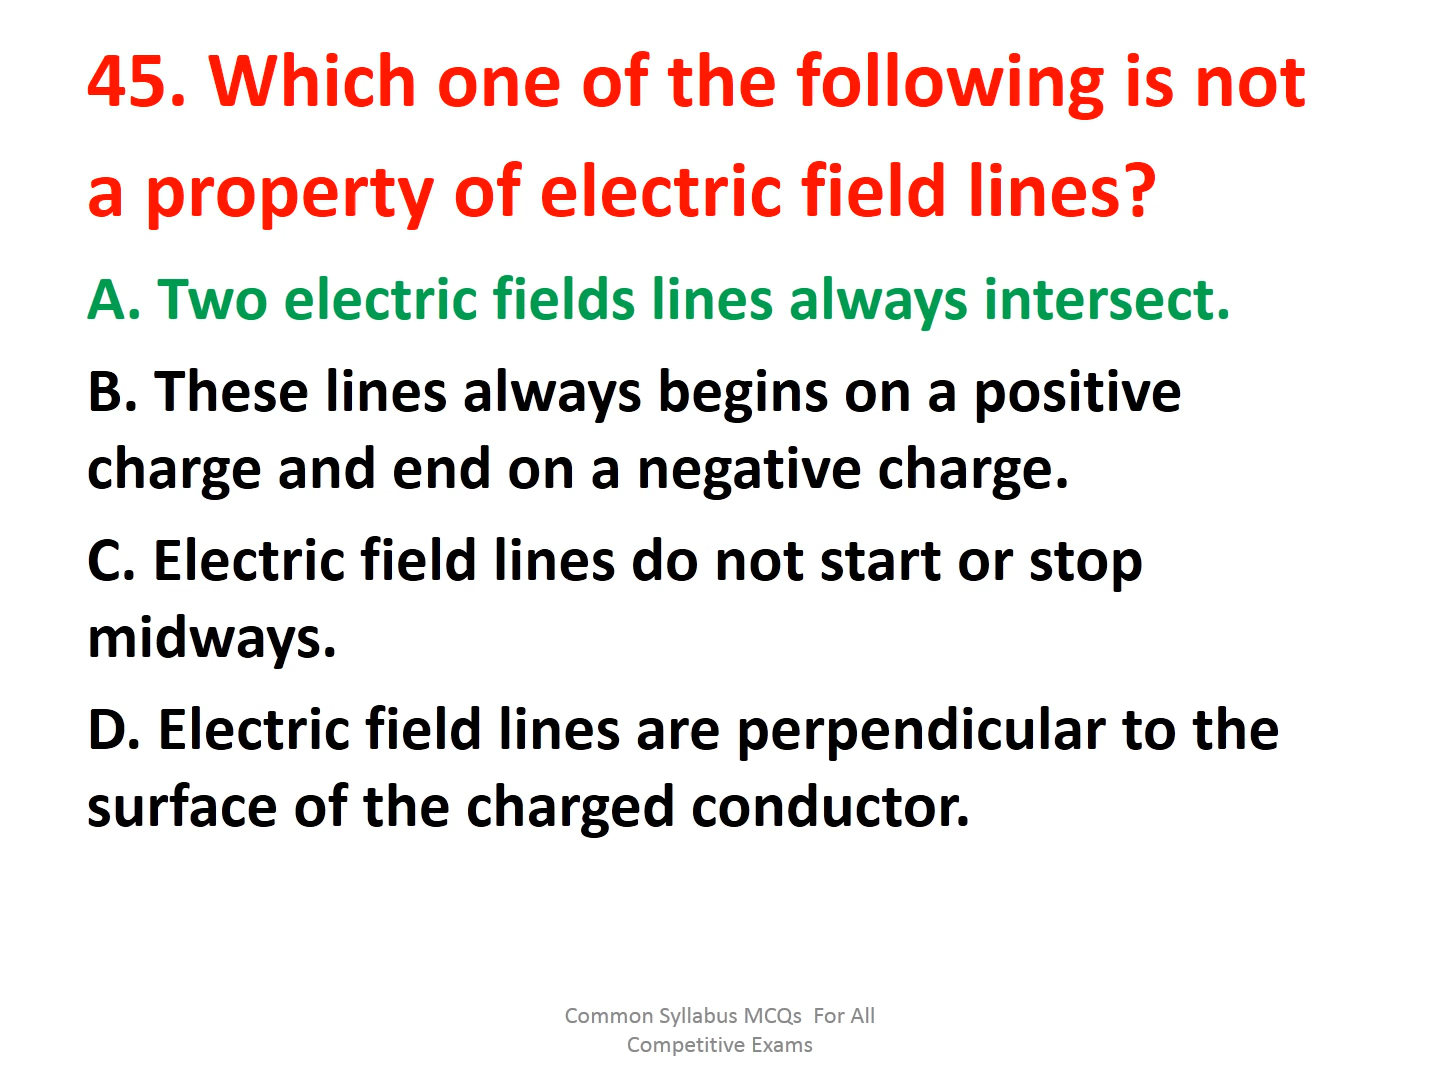 45. Which one of the following is not
a property of electric field lines?
A. Two electric fields lines always intersect.
B. These lines always begins on a positive
charge and end on a negative charge.
C. Electric field lines do not start or stop
midways.
D. Electric field lines are perpendicular to the
surface of the charged conductor.
Common Syllabus MCQs  For All
Competitive Exams